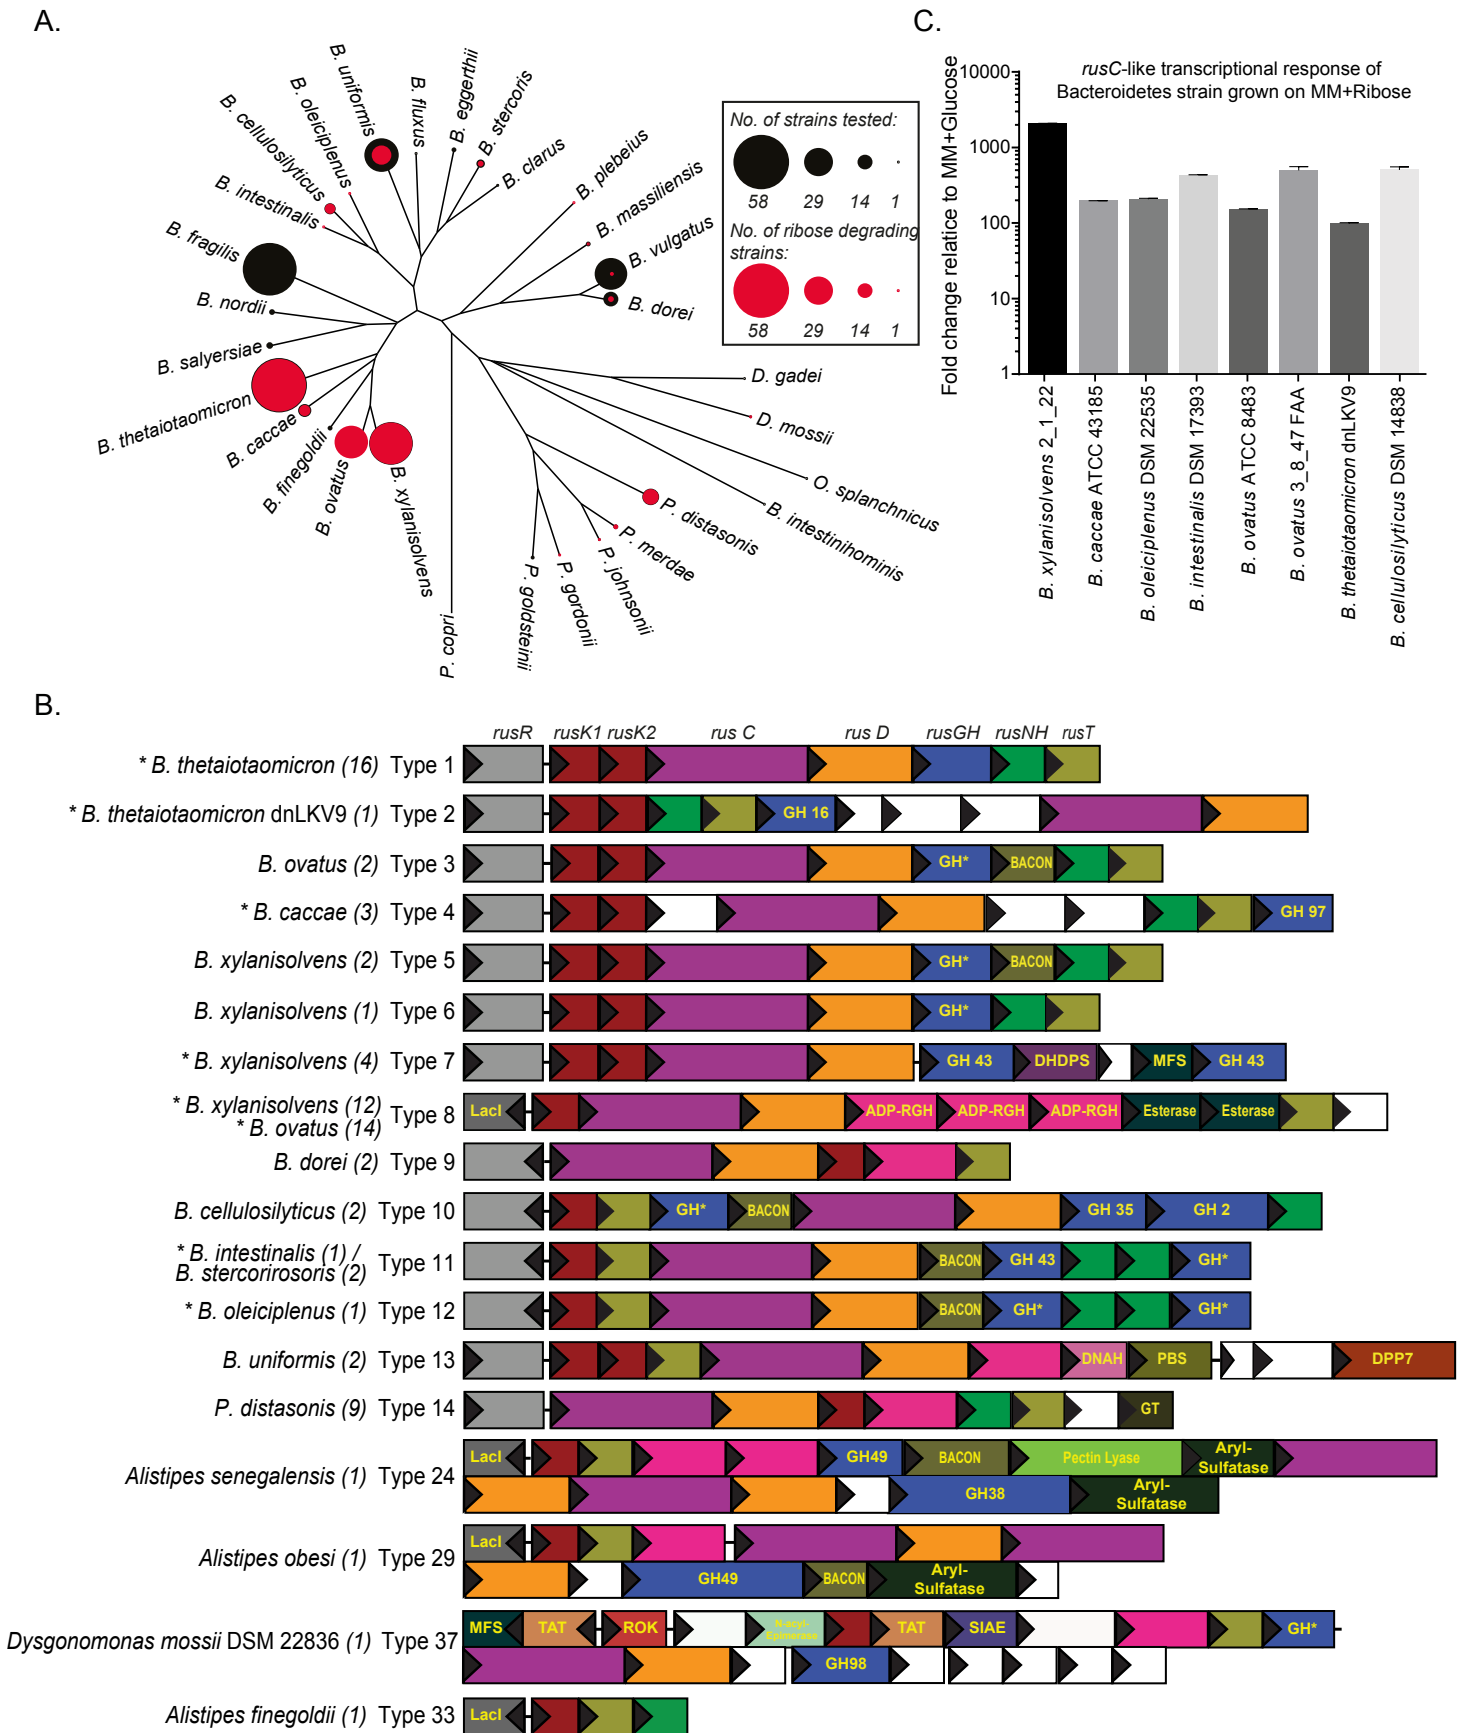 A.
B. uniformis
B. fluxus
B. eggerthii
B. stercoris
B. oleiciplenus
B. cellulosilyticus
B. clarus
B. plebeius
B. intestinalis
B. massiliensis
B. fragilis
B. vulgatus
B. nordii
B. dorei
B. salyersiae
B. thetaiotaomicron
B. caccae
B. finegoldii
B. ovatus
B. xylanisolvens
P. copri
P. goldsteinii
P. gordonii
P. johnsonii
P. merdae
P. distasonis
B. intestinihominis
O. splanchnicus
D. mossii
D. gadei
No. of strains tested:
58 29 14 1
No. of ribose degrading
strains:
58 29 14 1
C.
rusC-like transcriptional response of
Bacteroidetes strain grown on MM+Ribose
Fold change relatice to MM+Glucose
10000
1000
100
10
1
B. xylanisolvens 2_1_22
B. caccae ATCC 43185
B. oleiciplenus DSM 22535
B. intestinalis DSM 17393
B. ovatus ATCC 8483
B. ovatus 3_8_47 FAA
B. thetaiotaomicron dnLKV9
B. cellulosilyticus DSM 14838
B.
rusR rusK1 rusK2 rus C rus D rusGH rusNH rusT
* B. thetaiotaomicron (16) Type 1
* B. thetaiotaomicron dnLKV9 (1) Type 2 GH 16
B. ovatus (2) Type 3 GH* BACON
* B. caccae (3) Type 4 GH 97
B. xylanisolvens (2) Type 5 GH* BACON
B. xylanisolvens (1) Type 6 GH*
* B. xylanisolvens (4) Type 7 GH 43 DHDPS MFS GH 43
* B. xylanisolvens (12)
* B. ovatus (14) Type 8 LacI ADP-RGH ADP-RGH ADP-RGH Esterase Esterase
B. dorei (2) Type 9
B. cellulosilyticus (2) Type 10 GH* BACON GH 35 GH 2
* B. intestinalis (1) /
B. stercorirosoris (2) Type 11 BACON GH 43 GH*
* B. oleiciplenus (1) Type 12 BACON GH* GH*
B. uniformis (2) Type 13 DNAH PBS DPP7
P. distasonis (9) Type 14 GT
Alistipes senegalensis (1) Type 24 LacI GH49 BACON Pectin Lyase Aryl-
Sulfatase
GH38 Aryl-
Sulfatase
Alistipes obesi (1) Type 29 LacI
GH49 BACON Aryl-
Sulfatase
Dysgonomonas mossii DSM 22836 (1) Type 37 MFS TAT ROK N-acyl-
Epimerase TAT SIAE GH*
GH98
Alistipes finegoldii (1) Type 33 LacI